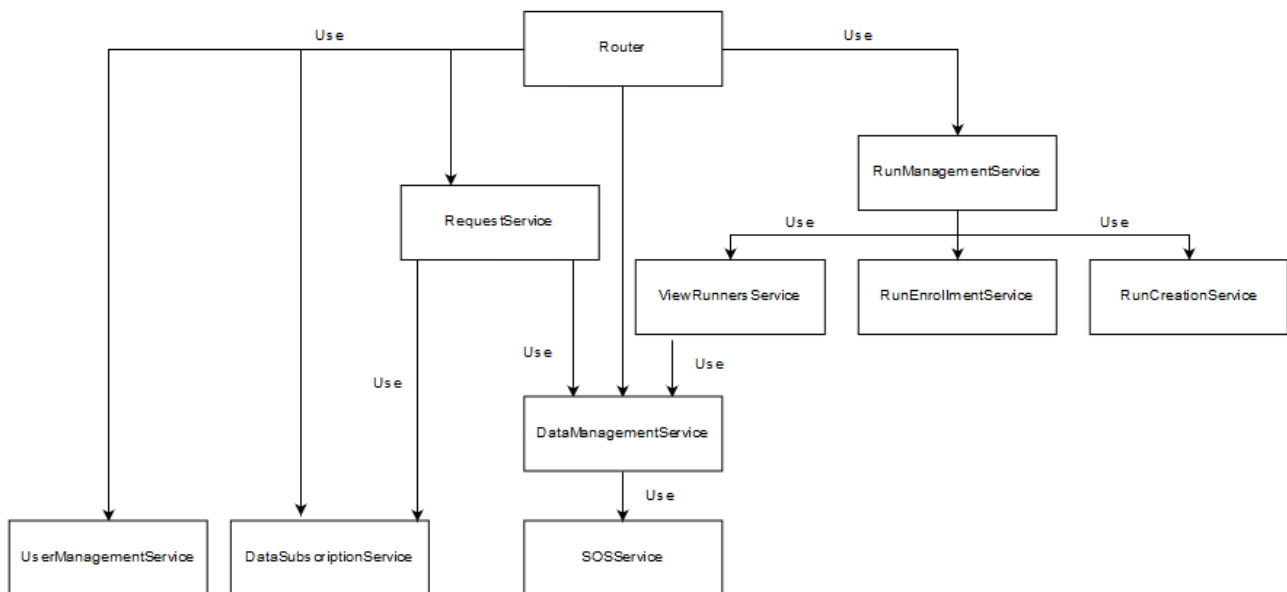 Use
Router
Use
RunManagementService
RequestService
Use
Use
ViewRunnersService
RunEnrollmentService
RunCreationService
Use
Use
Use
DataManagementService
Use
UserManagementService
DataSubscriptionService
SOSService